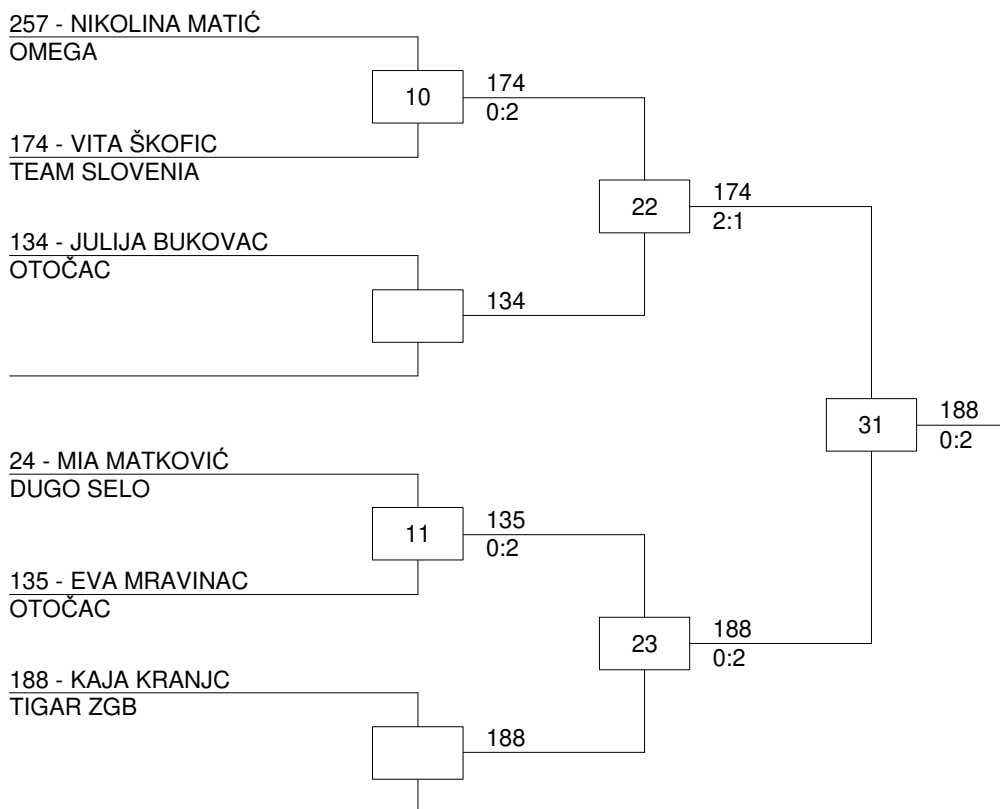 257 - NIKOLINA MATIĆ
OMEGA
10
174
0:2
174 - VITA ŠKOFIC
TEAM SLOVENIA
22
174
2:1
134 - JULIJA BUKOVAC
OTOČAC
134
31
188
0:2
24 - MIA MATKOVIĆ
DUGO SELO
11
135
0:2
135 - EVA MRAVINAC
OTOČAC
23
188
0:2
188 - KAJA KRANJC
TIGAR ZGB
188